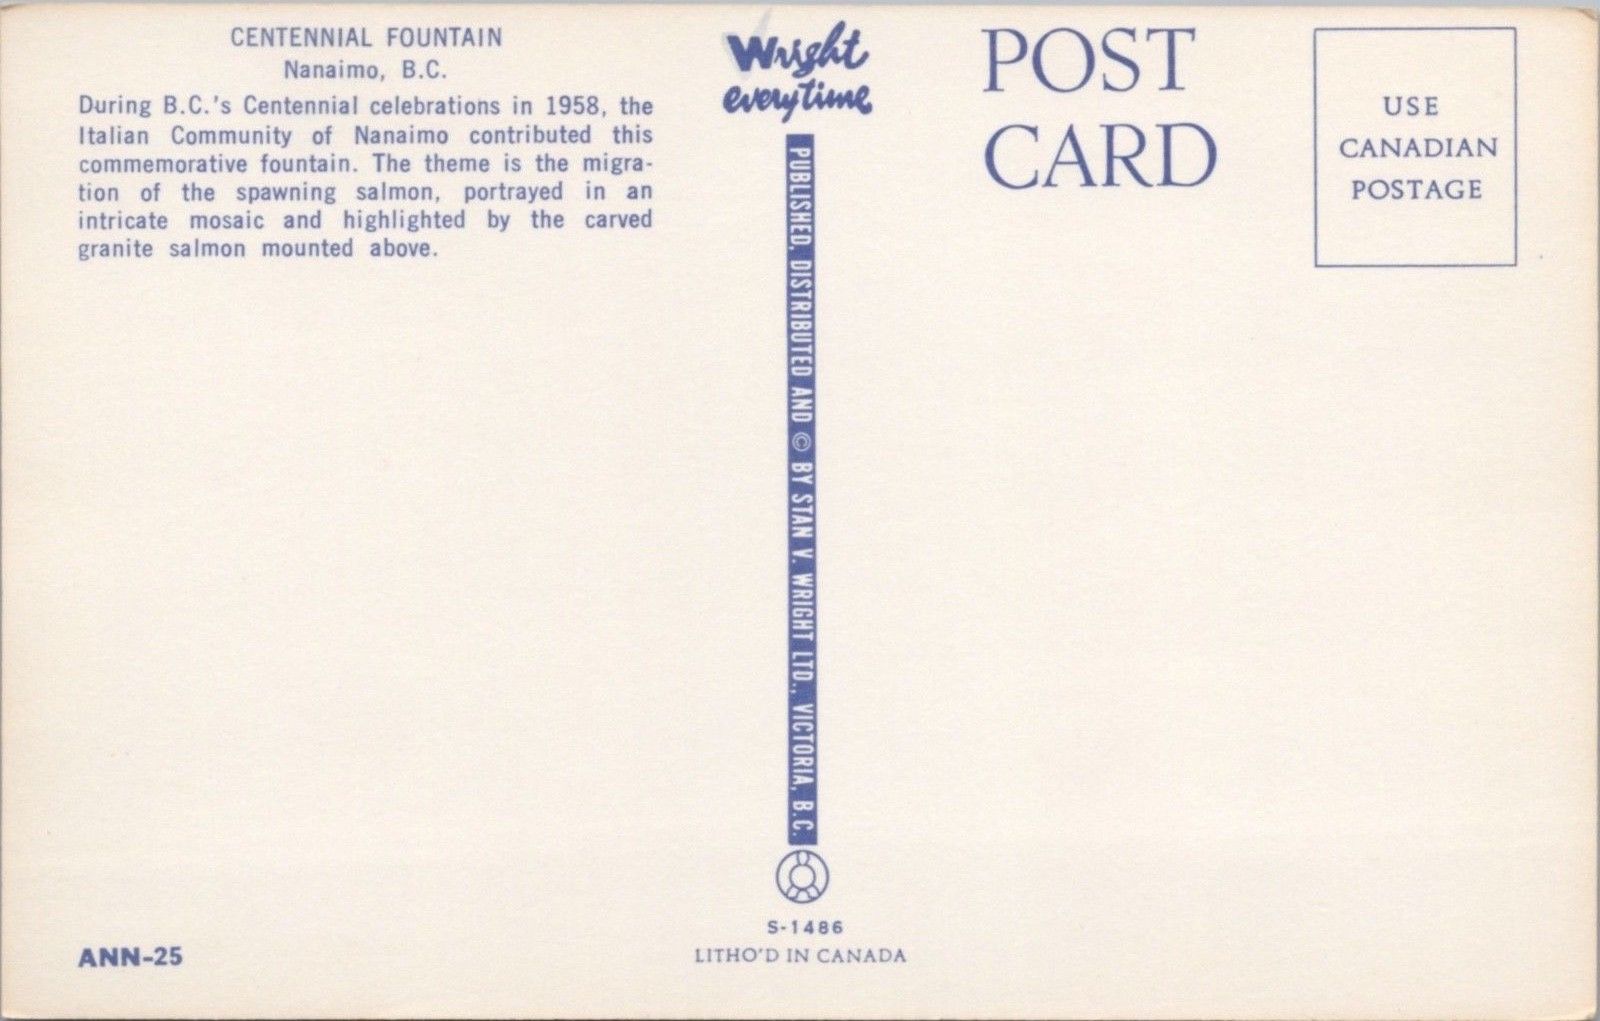 CENTENNIAL FOUNTAIN
Nanaimo, B.C.
During B.C.'s Centennial celebrations in 1958, the
Italian Community of Nanaimo contributed this
commemorative fountain. The theme is the migra-
tion of the spawning salmon, portrayed in an
intricate mosaic and highlighted by the carved
granite salmon mounted above.
ANN-25
Wright
everytime
PUBLISHED, DISTRIBUTED AND © BY STAN V. WRIGHT LTD., VICTORIA, B.C.
S-1486
LITHO'D IN CANADA
POST
CARD
USE
CANADIAN
POSTAGE